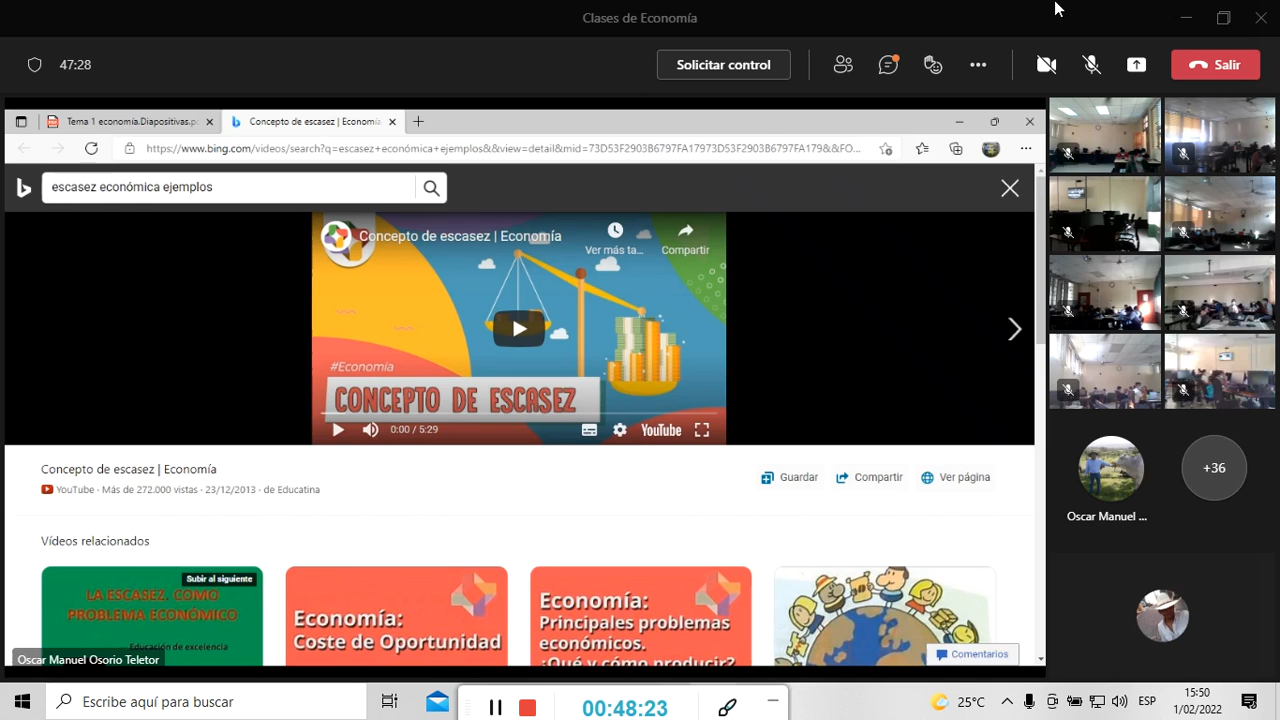 Clases de Economía
47:28
Solicitar control
Salir
Tema 1 economía.Diapositivas.p
Concepto de escasez | Economía
https://www.bing.com/videos/search?q=escasez+económica+ejemplos&&view=detail&mid=73D53F2903B6797FA17973D53F2903B6797FA179&&FO...
escasez económica ejemplos
Concepto de escasez | Economía
Ver más ta...
Compartir
#Economía
CONCEPTO DE ESCASEZ
0:00 / 5:29
YouTube
Concepto de escasez | Economía
YouTube · Más de 272.000 vistas · 23/12/2013 · de Educatina
Guardar
Compartir
Ver página
Vídeos relacionados
Subir al siguiente
LA ESCASEZ COMO
PROBLEMA ECONÓMICO
Educación de excelencia
Economía:
Coste de Oportunidad
Economía:
Principales problemas
económicos.
¿Qué y cómo producir?
Comentarios
Oscar Manuel Osorio Teletor
+36
Oscar Manuel ...
Escribe aquí para buscar
00:48:23
25°C
ESP
15:50
1/02/2022